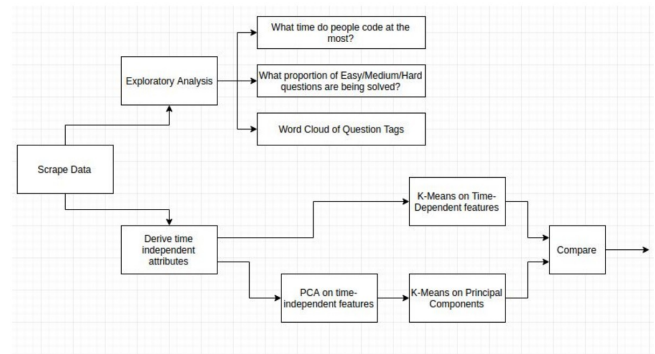 What time do people code at the
most?
Exploratory Analysis
What proportion of Easy/Medium/Hard
questions are being solved?
Word Cloud of Question Tags
Scrape Data
Derive time
independent
attributes
K-Means on Time-
Dependent features
Compare
PCA on time-
independent features
K-Means on Principal
Components